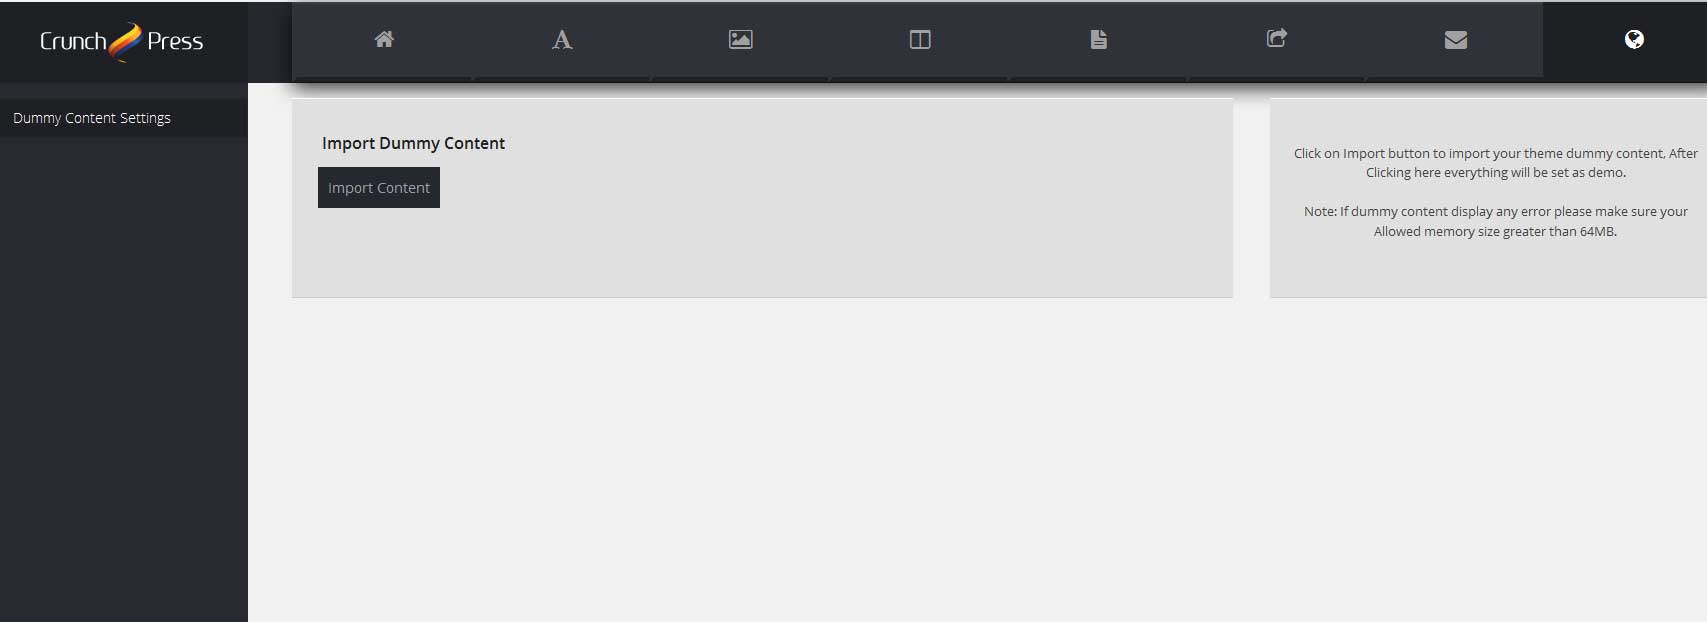 Crunch Press
Dummy Content Settings
Import Dummy Content
Import Content
Click on Import button to import your theme dummy content, After
Clicking here everything will be set as demo.
Note: If dummy content display any error please make sure your
Allowed memory size greater than 64MB.